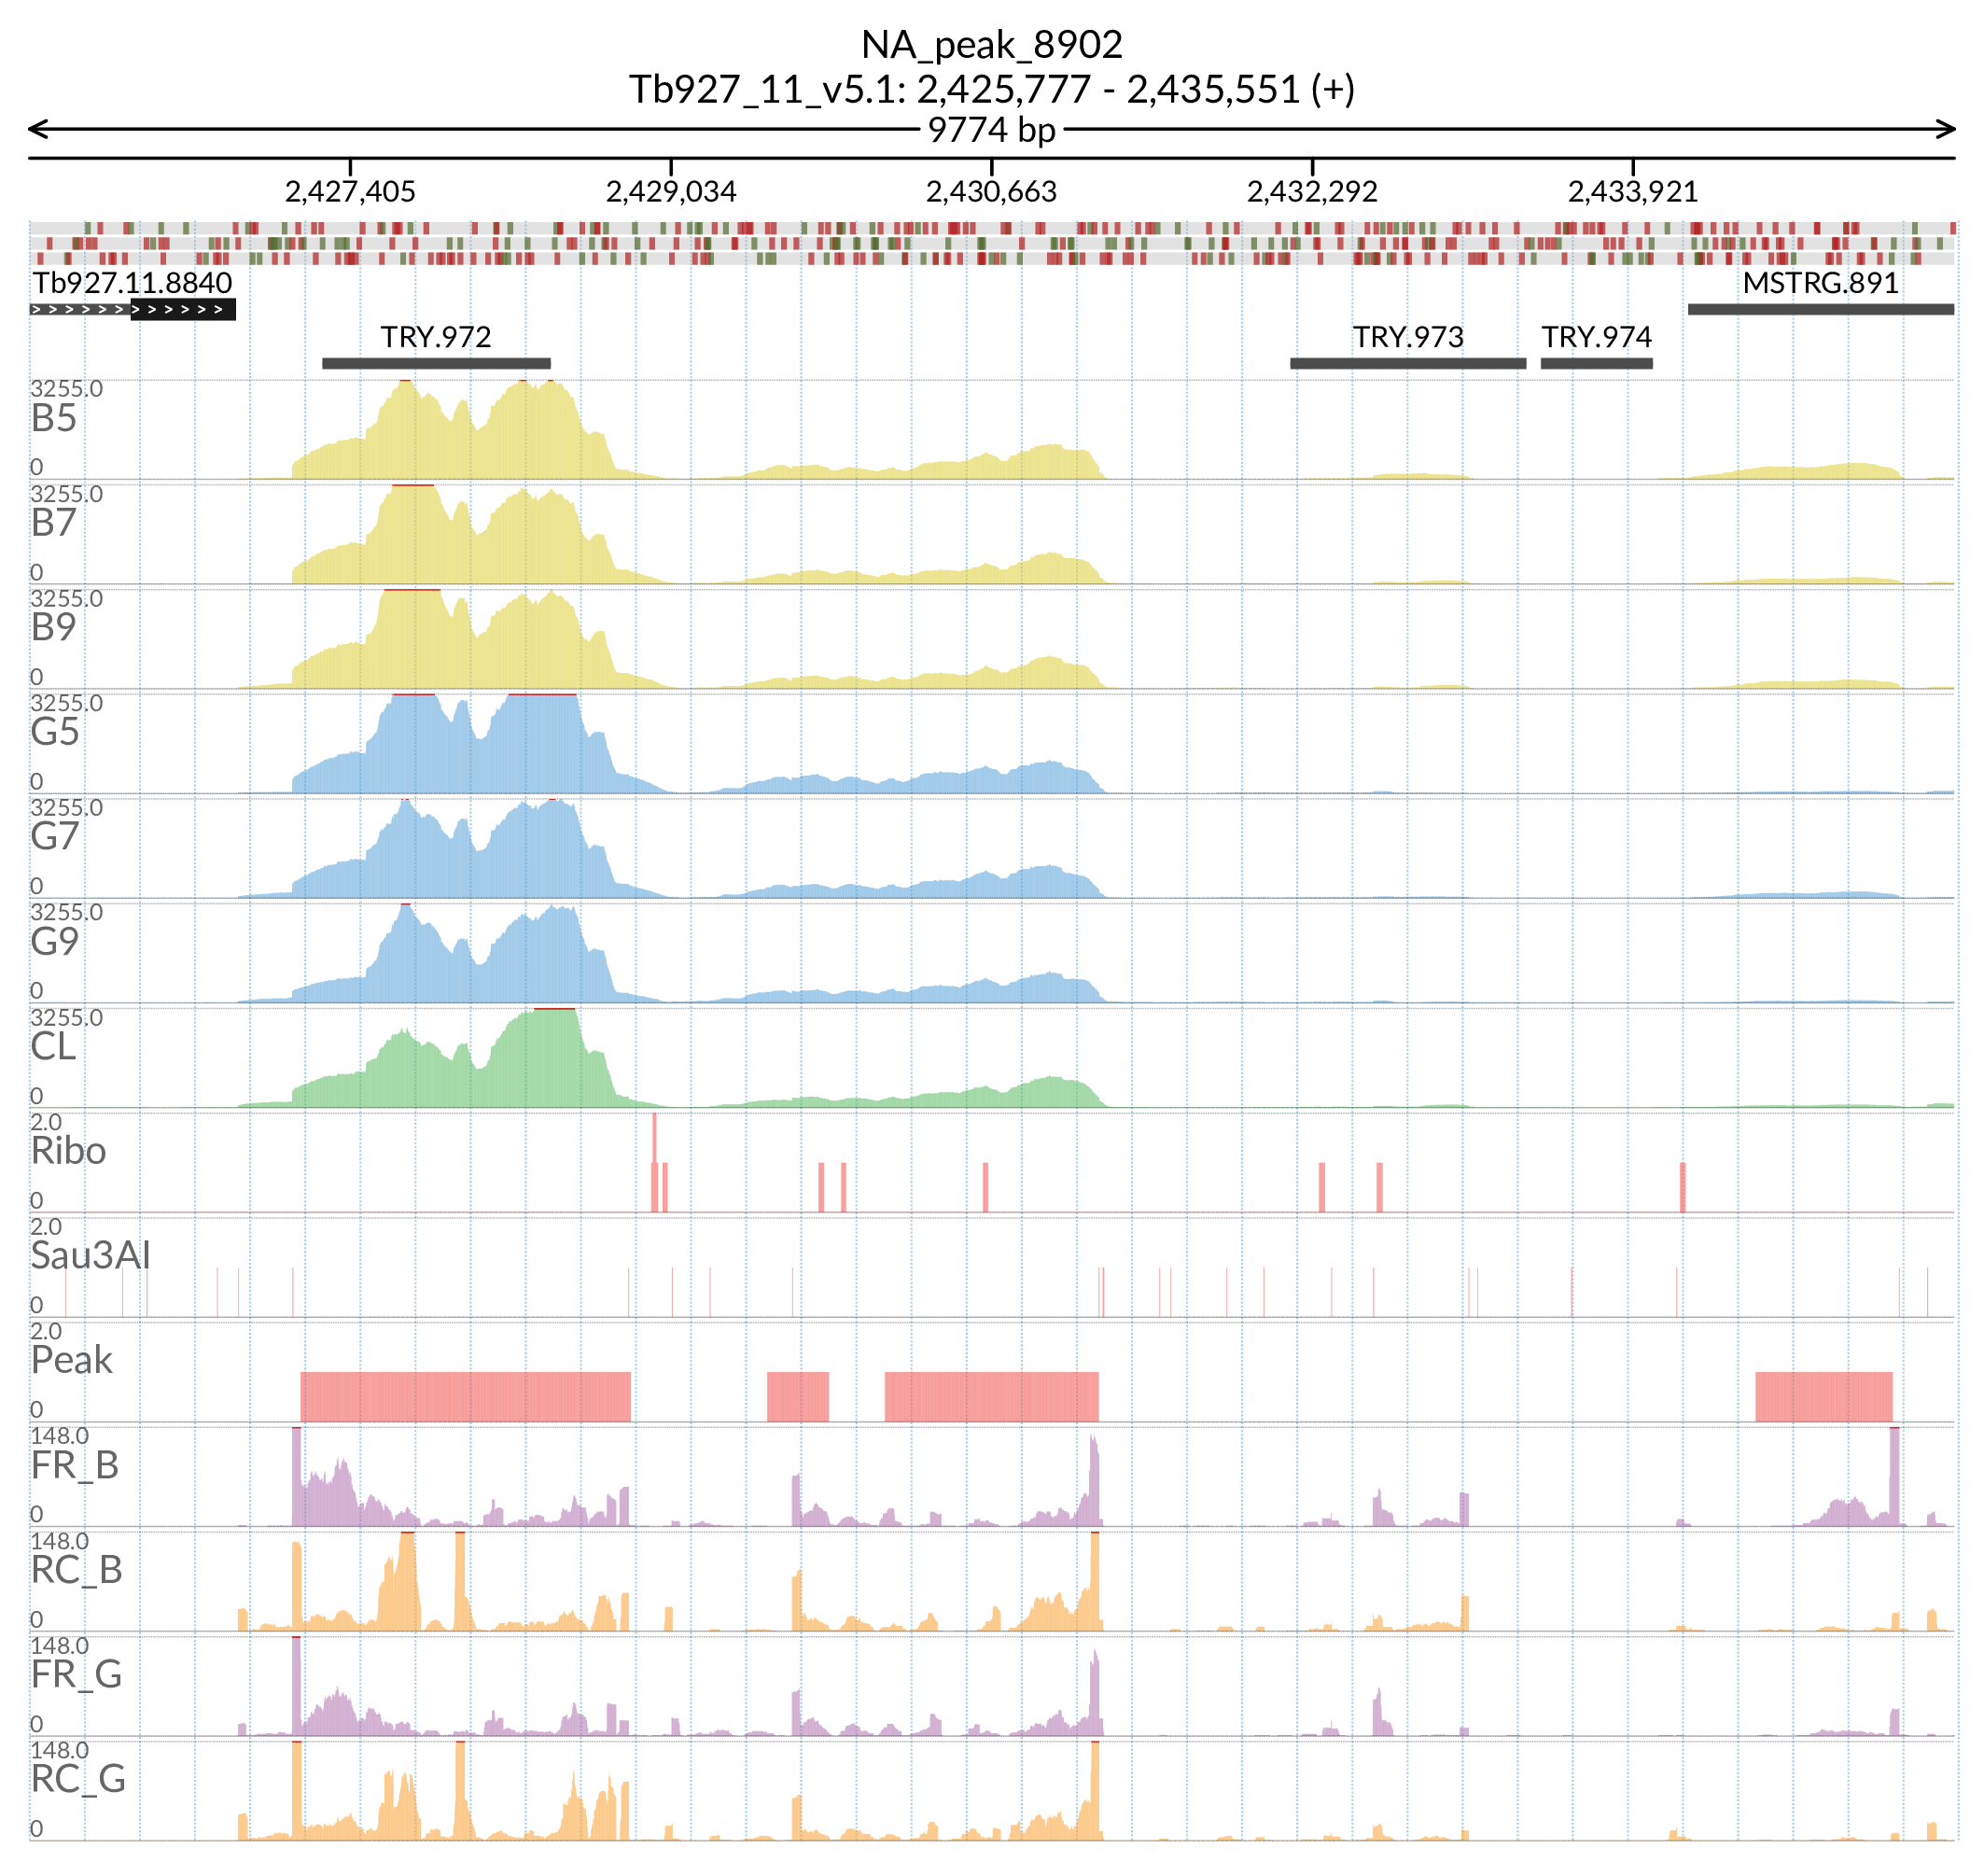 NA_peak_8902
Tb927_11_v5.1: 2,425,777 - 2,435,551 (+)
9774 bp
2,427,405 2,429,034 2,430,663 2,432,292 2,433,921
Tb927.11.8840 MSTRG.891
TRY.972 TRY.973 TRY.974
3255.0
B5
0
3255.0
B7
0
3255.0
B9
0
3255.0
G5
0
3255.0
G7
0
3255.0
G9
0
3255.0
CL
0
2.0
Ribo
0
2.0
Sau3AI
0
2.0
Peak
0
148.0
FR_B
0
148.0
RC_B
0
148.0
FR_G
0
148.0
RC_G
0